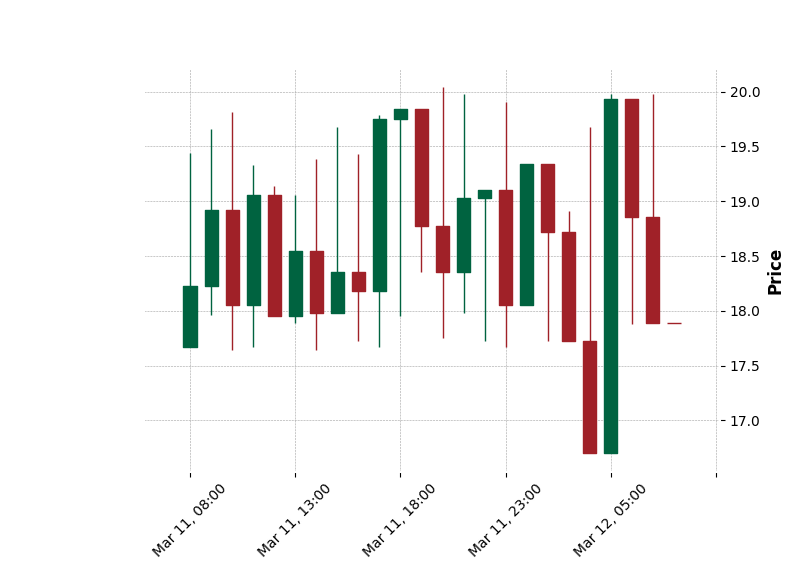 20.0
19.5
19.0
18.5
18.0
17.5
17.0
Price
Mar 11, 08:00
Mar 11, 13:00
Mar 11, 18:00
Mar 11, 23:00
Mar 12, 05:00